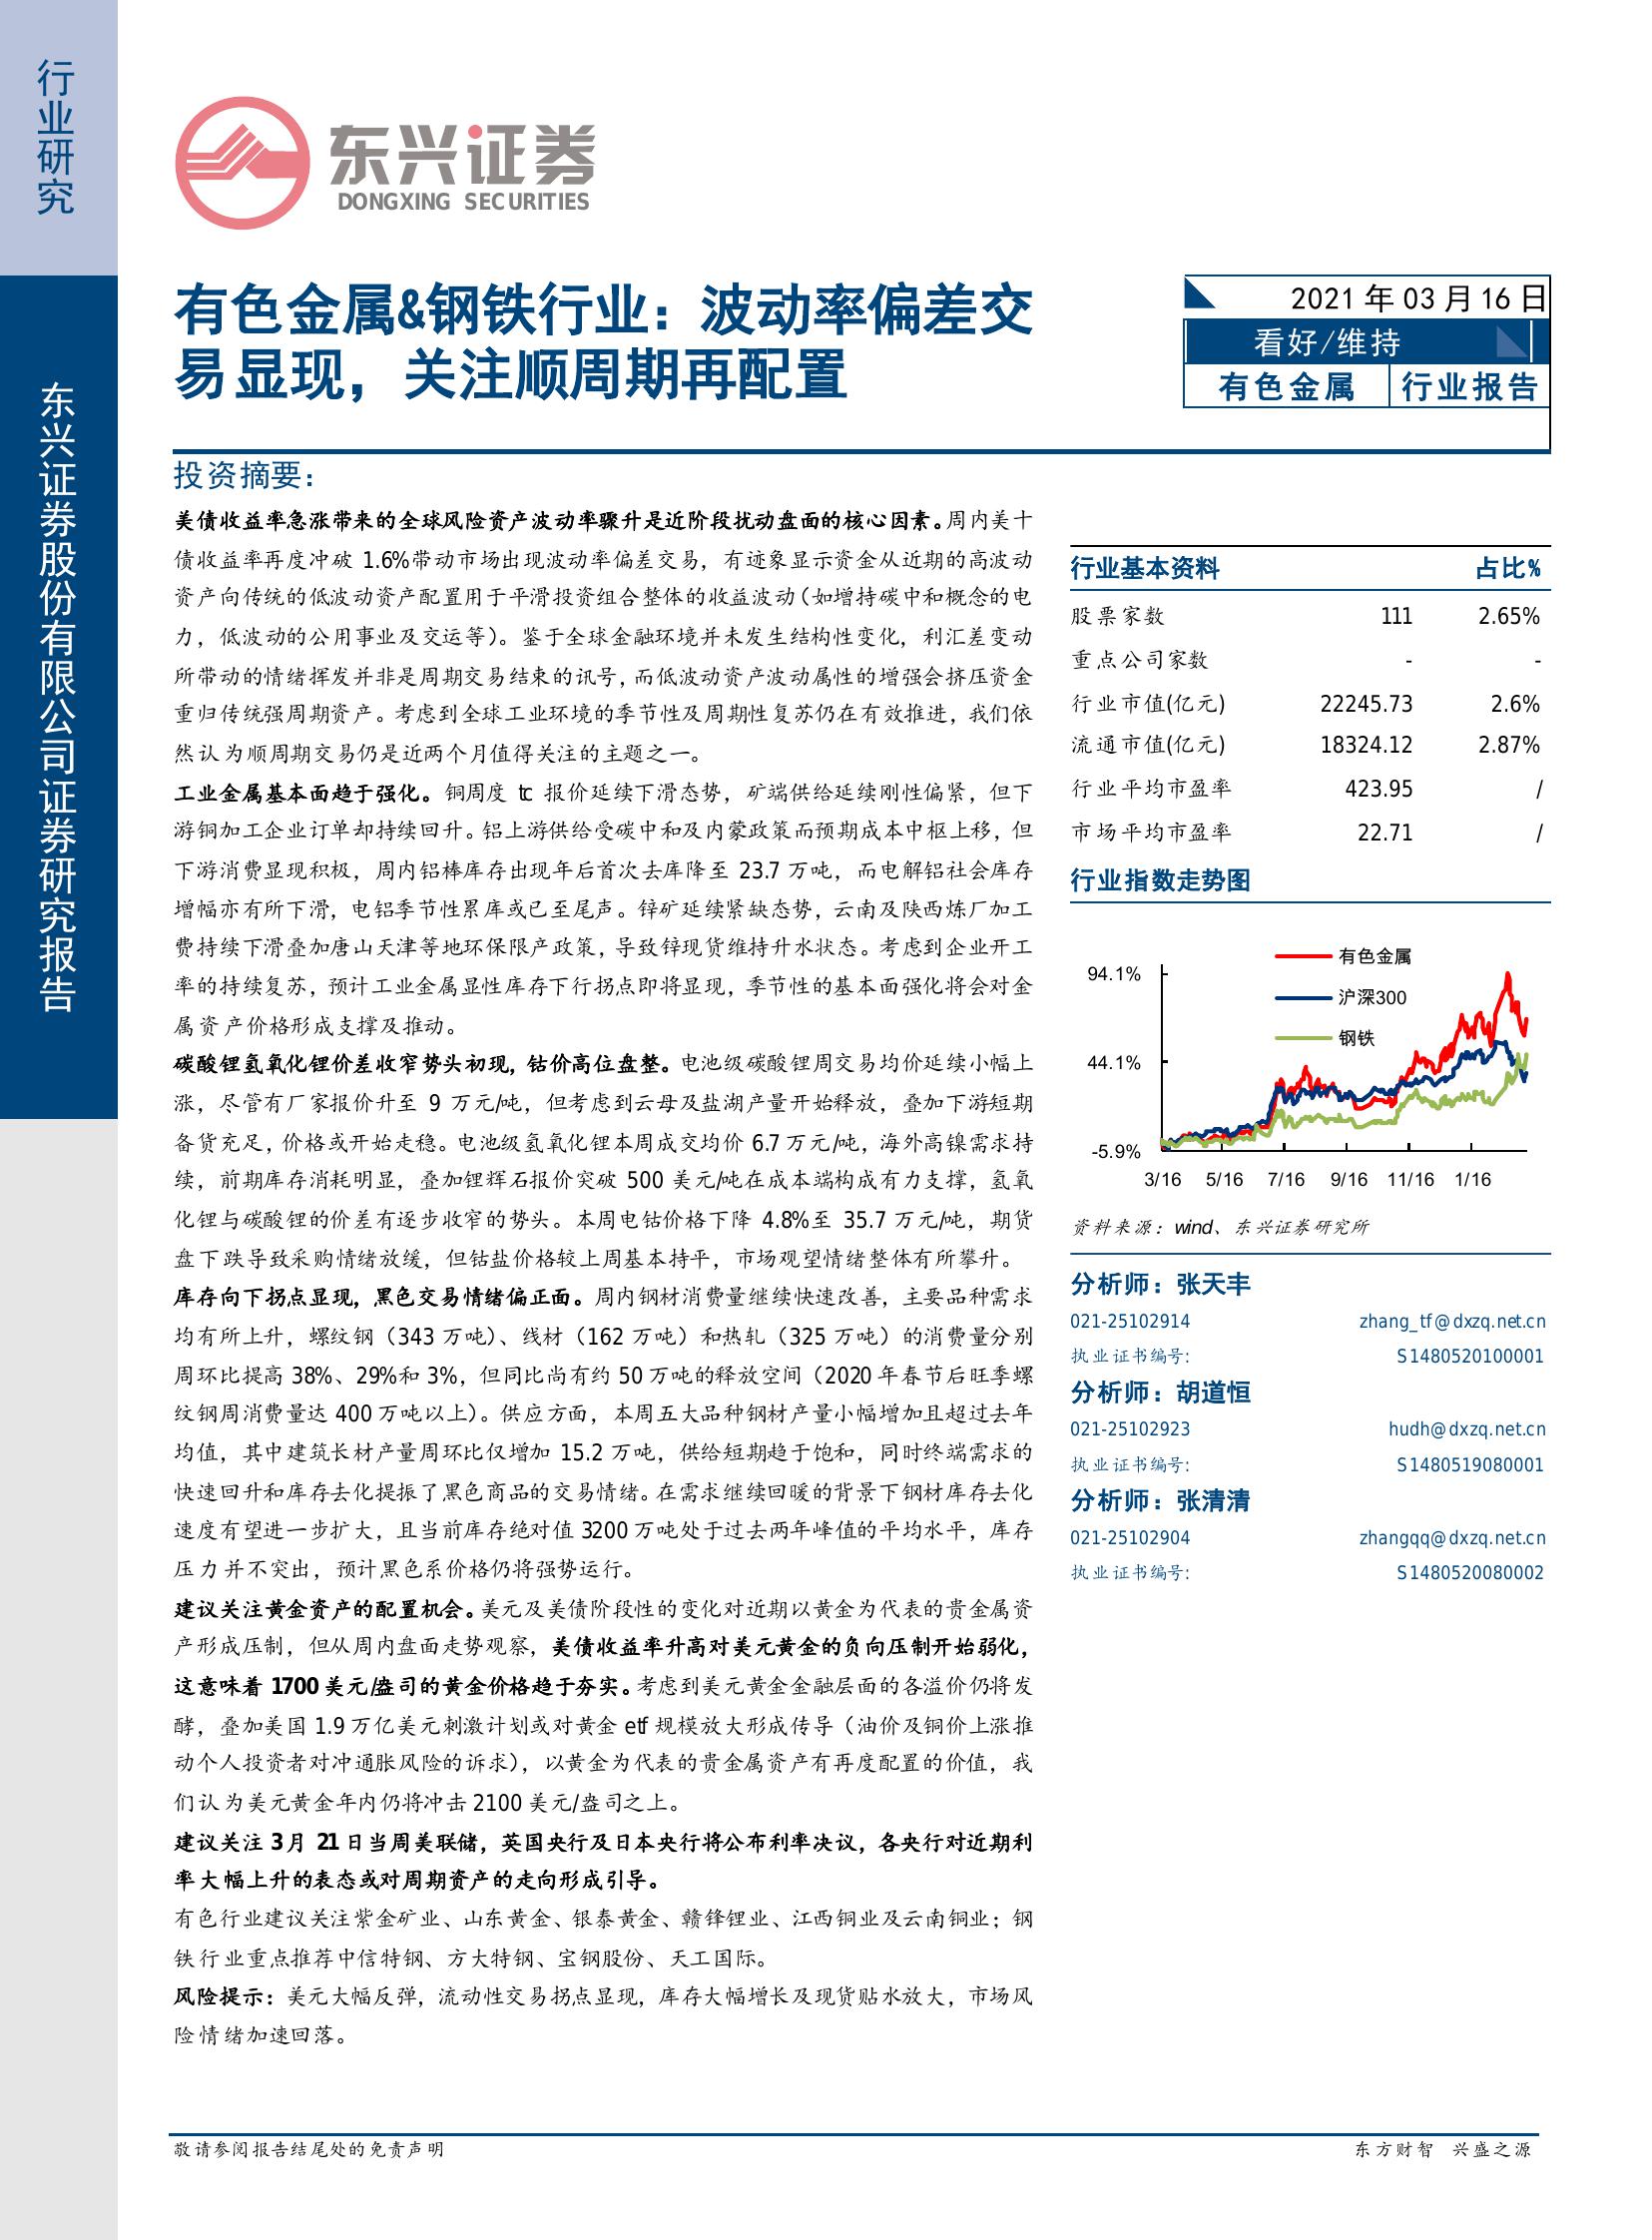 行业研究
东兴证券股份有限公司证券研究报告
东兴证券
DONGXING SECURITIES
有色金属&钢铁行业：波动率偏差交
易显现，关注顺周期再配置
2021 年 03 月 16 日
看好/维持
有色金属 行业报告
投资摘要：
美债收益率急涨带来的全球风险资产波动率骤升是近阶段扰动盘面的核心因素。周内美十
债收益率再度冲破 1.6%带动市场出现波动率偏差交易，有迹象显示资金从近期的高波动
资产向传统的低波动资产配置用于平滑投资组合整体的收益波动（如增持碳中和概念的电
力，低波动的公用事业及交运等）。鉴于全球金融环境并未发生结构性变化，利汇差变动
所带动的情绪挥发并非是周期交易结束的讯号，而低波动资产波动属性的增强会挤压资金
重归传统强周期资产。考虑到全球工业环境的季节性及周期性复苏仍在有效推进，我们依
然认为顺周期交易仍是近两个月值得关注的主题之一。
工业金属基本面趋于强化。铜周度 tc 报价延续下滑态势，矿端供给延续刚性偏紧，但下
游铜加工企业订单却持续回升。铝上游供给受碳中和及内蒙政策而预期成本中枢上移，但
下游消费显现积极，周内铝棒库存出现年后首次去库降至 23.7 万吨，而电解铝社会库存
增幅亦有所下滑，电铝季节性累库或已至尾声。锌矿延续紧缺态势，云南及陕西炼厂加工
费持续下滑叠加唐山天津等地环保限产政策，导致锌现货维持升水状态。考虑到企业开工
率的持续复苏，预计工业金属显性库存下行拐点即将显现，季节性的基本面强化将会对金
属资产价格形成支撑及推动。
碳酸锂氢氧化锂价差收窄势头初现，钴价高位盘整。电池级碳酸锂周交易均价延续小幅上
涨，尽管有厂家报价升至 9 万元/吨，但考虑到云母及盐湖产量开始释放，叠加下游短期
备货充足，价格或开始走稳。电池级氢氧化锂本周成交均价 6.7 万元/吨，海外高镍需求持
续，前期库存消耗明显，叠加锂辉石报价突破 500 美元/吨在成本端构成有力支撑，氢氧
化锂与碳酸锂的价差有逐步收窄的势头。本周电钴价格下降 4.8%至 35.7 万元/吨，期货
盘下跌导致采购情绪放缓，但钴盐价格较上周基本持平，市场观望情绪整体有所攀升。
库存向下拐点显现，黑色交易情绪偏正面。周内钢材消费量继续快速改善，主要品种需求
均有所上升，螺纹钢（343 万吨）、线材（162 万吨）和热轧（325 万吨）的消费量分别
周环比提高 38%、29%和 3%，但同比尚有约 50 万吨的释放空间（2020 年春节后旺季螺
纹钢周消费量达 400 万吨以上）。供应方面，本周五大品种钢材产量小幅增加且超过去年
均值，其中建筑长材产量周环比仅增加 15.2 万吨，供给短期趋于饱和，同时终端需求的
快速回升和库存去化提振了黑色商品的交易情绪。在需求继续回暖的背景下钢材库存去化
速度有望进一步扩大，且当前库存绝对值 3200 万吨处于过去两年峰值的平均水平，库存
压力并不突出，预计黑色系价格仍将强势运行。
建议关注黄金资产的配置机会。美元及美债阶段性的变化对近期以黄金为代表的贵金属资
产形成压制，但从周内盘面走势观察，美债收益率升高对美元黄金的负向压制开始弱化，
这意味着 1700 美元/盎司的黄金价格趋于夯实。考虑到美元黄金金融层面的各溢价仍将发
酵，叠加美国 1.9 万亿美元刺激计划或对黄金 etf 规模放大形成传导（油价及铜价上涨推
动个人投资者对冲通胀风险的诉求），以黄金为代表的贵金属资产有再度配置的价值，我
们认为美元黄金年内仍将冲击 2100 美元/盎司之上。
建议关注 3 月 21 日当周美联储，英国央行及日本央行将公布利率决议，各央行对近期利
率大幅上升的表态或对周期资产的走向形成引导。
有色行业建议关注紫金矿业、山东黄金、银泰黄金、赣锋锂业、江西铜业及云南铜业；钢
铁行业重点推荐中信特钢、方大特钢、宝钢股份、天工国际。
风险提示：美元大幅反弹，流动性交易拐点显现，库存大幅增长及现货贴水放大，市场风
险情绪加速回落。
行业基本资料 占比%
股票家数 111 2.65%
重点公司家数 - -
行业市值(亿元) 22245.73 2.6%
流通市值(亿元) 18324.12 2.87%
行业平均市盈率 423.95 /
市场平均市盈率 22.71 /
行业指数走势图
有色金属
沪深300
钢铁
94.1%
44.1%
-5.9%
3/16 5/16 7/16 9/16 11/16 1/16
资料来源：wind、东兴证券研究所
分析师：张天丰
021-25102914 zhang_tf@dxzq.net.cn
执业证书编号: S1480520100001
分析师：胡道恒
021-25102923 hudh@dxzq.net.cn
执业证书编号: S1480519080001
分析师：张清清
021-25102904 zhangqq@dxzq.net.cn
执业证书编号: S1480520080002
敬请参阅报告结尾处的免责声明
东方财智 兴盛之源